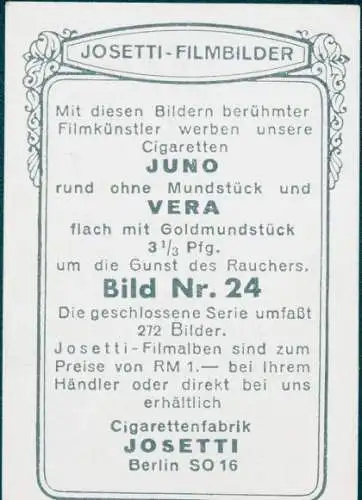 JOSETTI-FILMBILDER
Mit diesen Bildern berühmter
Filmkünstler werben unsere
Cigaretten
JUNO
rund ohne Mundstück und
VERA
flach mit Goldmundstück
3 1/3 Pfg.
um die Gunst des Rauchers.
Bild Nr. 24
Die geschlossene Serie umfaßt
272 Bilder.
Josetti-Filmalben sind zum
Preise von RM 1.— bei Ihrem
Händler oder direkt bei uns
erhältlich
Cigarettenfabrik
JOSETTI
Berlin SO 16